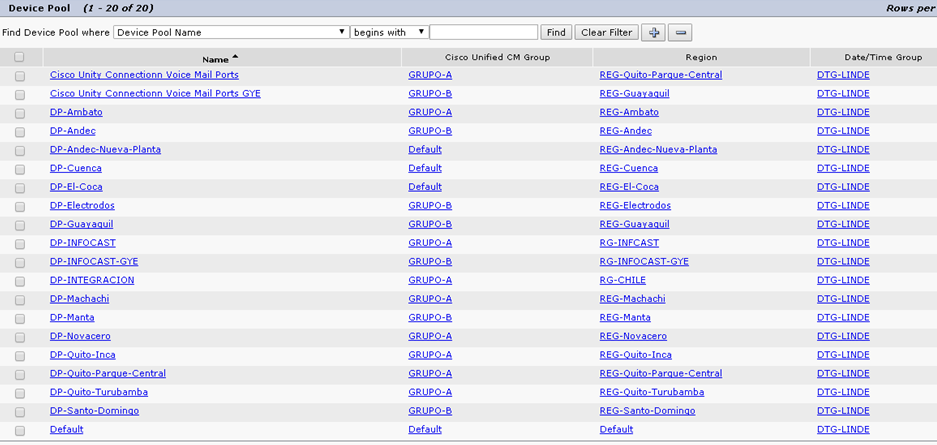 Device Pool (1 - 20 of 20) Rows per
Find Device Pool where Device Pool Name begins with Find Clear Filter
Name Cisco Unified CM Group Region Date/Time Group
Cisco Unity Connectionn Voice Mail Ports GRUPO-A REG-Quito-Parque-Central DTG-LINDE
Cisco Unity Connectionn Voice Mail Ports GYE GRUPO-B REG-Guayaquil DTG-LINDE
DP-Ambato GRUPO-A REG-Ambato DTG-LINDE
DP-Andec GRUPO-B REG-Andec DTG-LINDE
DP-Andec-Nueva-Planta Default REG-Andec-Nueva-Planta DTG-LINDE
DP-Cuenca Default REG-Cuenca DTG-LINDE
DP-El-Coca Default REG-El-Coca DTG-LINDE
DP-Electrodos GRUPO-B REG-Electrodos DTG-LINDE
DP-Guayaquil GRUPO-B REG-Guayaquil DTG-LINDE
DP-INFOCAST GRUPO-A RG-INFCAST DTG-LINDE
DP-INFOCAST-GYE GRUPO-B RG-INFOCAST-GYE DTG-LINDE
DP-INTEGRACION GRUPO-A RG-CHILE DTG-LINDE
DP-Machachi GRUPO-A REG-Machachi DTG-LINDE
DP-Manta GRUPO-B REG-Manta DTG-LINDE
DP-Novacero GRUPO-A REG-Novacero DTG-LINDE
DP-Quito-Inca GRUPO-A REG-Quito-Inca DTG-LINDE
DP-Quito-Parque-Central GRUPO-A REG-Quito-Parque-Central DTG-LINDE
DP-Quito-Turubamba GRUPO-A REG-Quito-Turubamba DTG-LINDE
DP-Santo-Domingo GRUPO-B REG-Santo-Domingo DTG-LINDE
Default Default Default DTG-LINDE